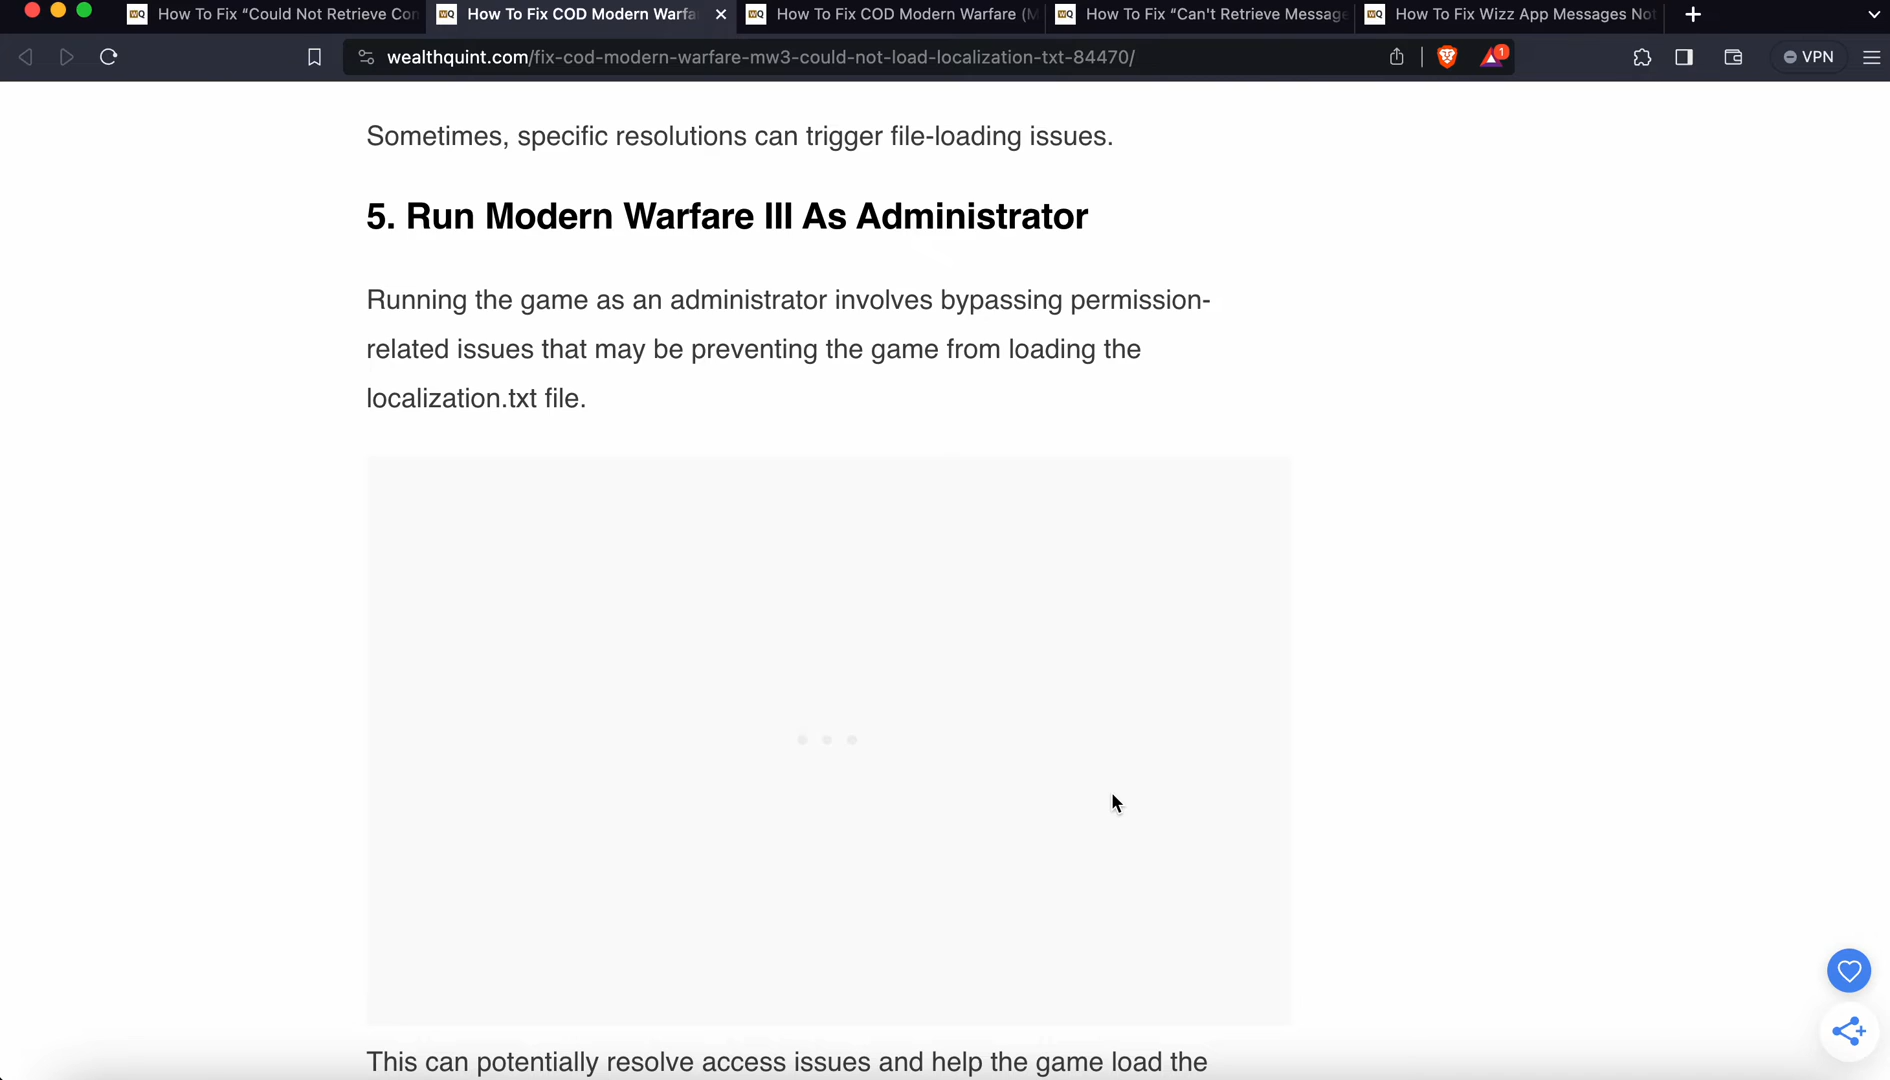 How To Fix “Could Not Retrieve Con
How To Fix COD Modern Warfa
How To Fix COD Modern Warfare (M
How To Fix “Can't Retrieve Message
How To Fix Wizz App Messages Not
wealthquint.com/fix-cod-modern-warfare-mw3-could-not-load-localization-txt-84470/
1
VPN
Sometimes, specific resolutions can trigger file-loading issues.
5. Run Modern Warfare III As Administrator
Running the game as an administrator involves bypassing permission-
related issues that may be preventing the game from loading the
localization.txt file.
This can potentially resolve access issues and help the game load the